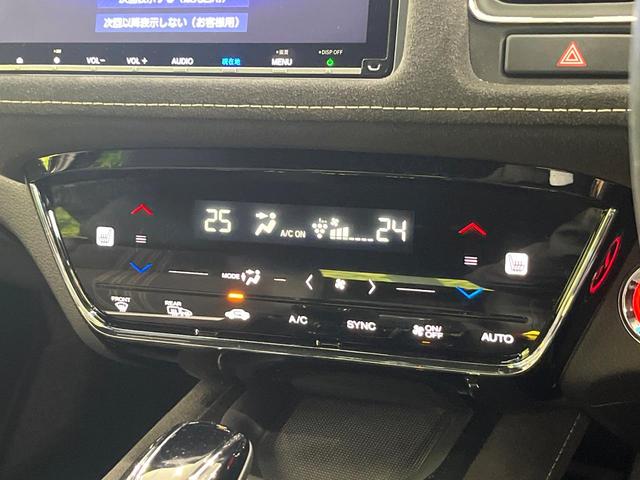 次回以降表示しない（お客様用）
VOL− VOL＋ AUDIO 現在地 MENU DISP OFF
25 A/C ON 24
MODE
FRONT REAR A/C SYNC ON/OFF AUTO